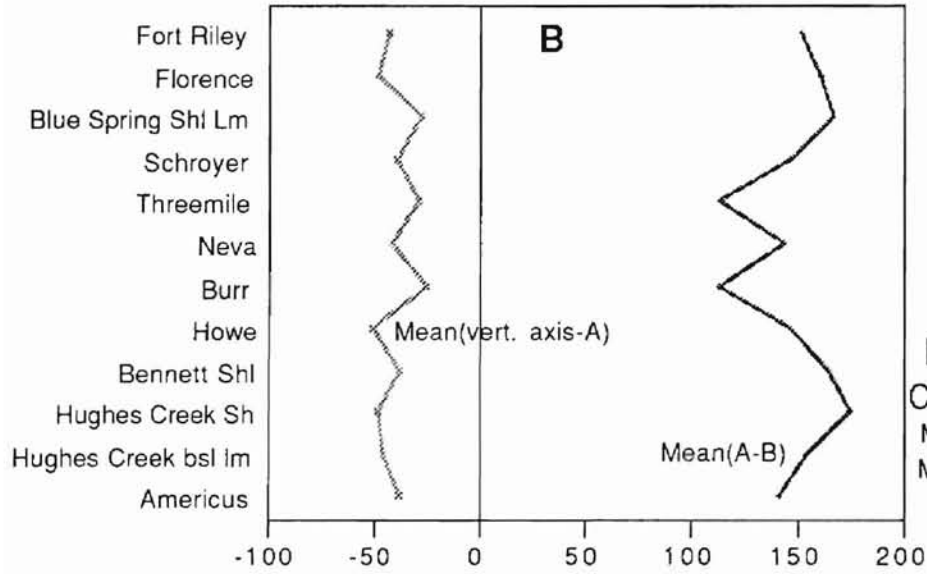 B
Fort Riley
Florence
Blue Spring Shl Lm
Schroyer
Threemile
Neva
Burr
Howe
Mean(vert. axis-A)
Bennett Shl
Hughes Creek Sh
Hughes Creek bsl lm
Mean(A-B)
Americus
-100 -50 0 50 100 150 200